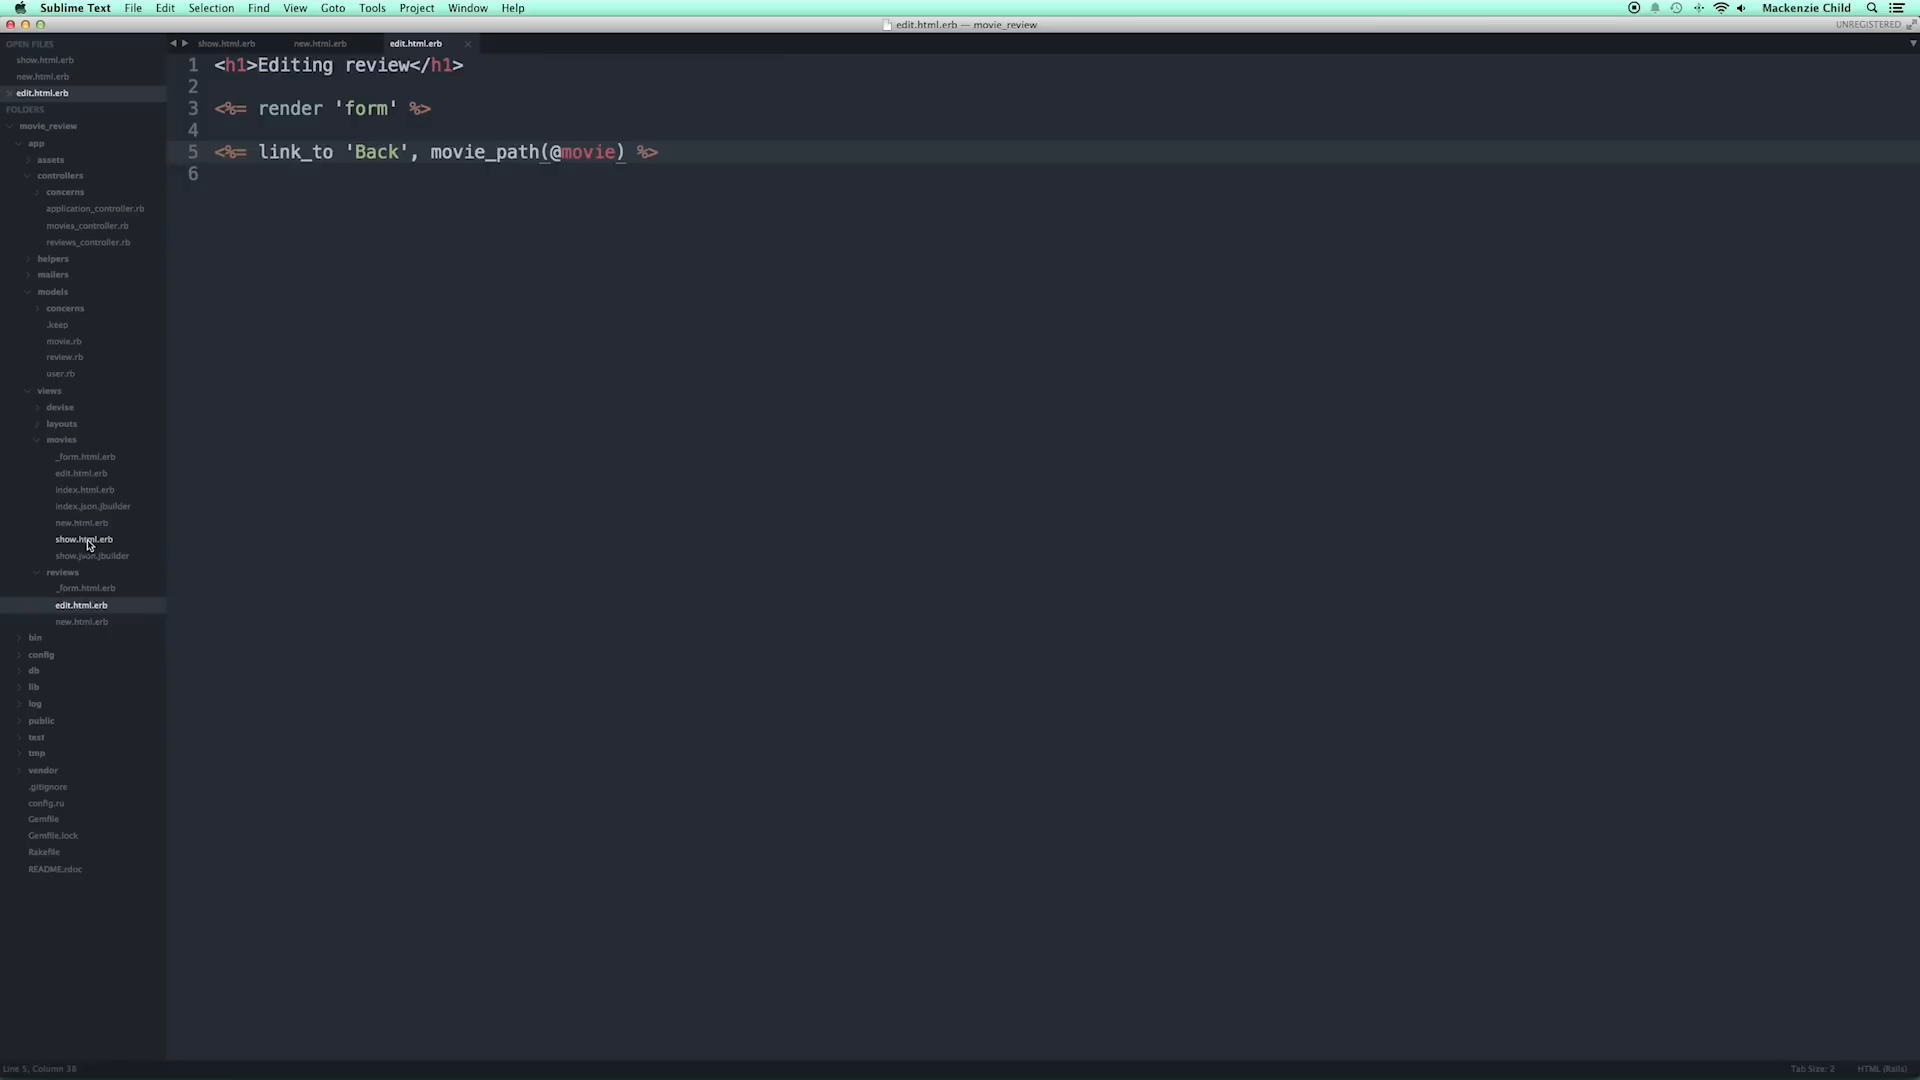 Sublime Text File Edit Selection Find View Goto Tools Project Window Help Mackenzie Child
edit.html.erb — movie_review UNREGISTERED
OPEN FILES
show.html.erb
new.html.erb
edit.html.erb
FOLDERS
movie_review
app
assets
controllers
concerns
application_controller.rb
movies_controller.rb
reviews_controller.rb
helpers
mailers
models
concerns
.keep
movie.rb
review.rb
user.rb
views
devise
layouts
movies
_form.html.erb
edit.html.erb
index.html.erb
index.json.jbuilder
new.html.erb
show.html.erb
show.json.jbuilder
reviews
_form.html.erb
edit.html.erb
new.html.erb
bin
config
db
lib
log
public
test
tmp
vendor
.gitignore
config.ru
Gemfile
Gemfile.lock
Rakefile
README.rdoc
show.html.erb new.html.erb edit.html.erb
1 <h1>Editing review</h1>
2
3 <%= render 'form' %>
4
5 <%= link_to 'Back', movie_path(@movie) %>
6
Line 5, Column 38 Tab Size: 2 HTML (Rails)